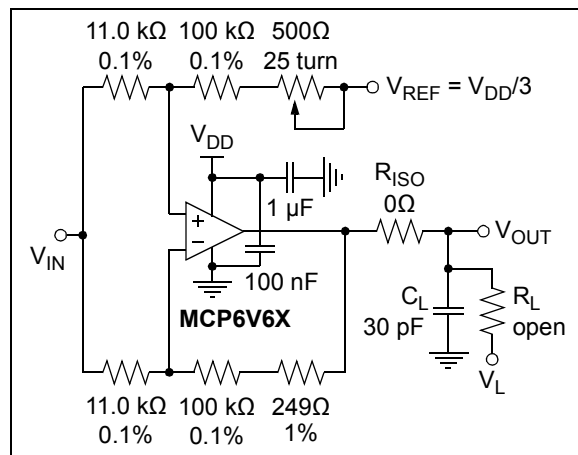 11.0 kΩ 100 kΩ 500Ω
0.1% 0.1% 25 turn
V_REF = V_DD/3
V_DD
1 µF
R_ISO
0Ω
V_OUT
+
−
V_IN
100 nF
MCP6V6X
C_L
30 pF
R_L
open
V_L
11.0 kΩ 100 kΩ 249Ω
0.1% 0.1% 1%